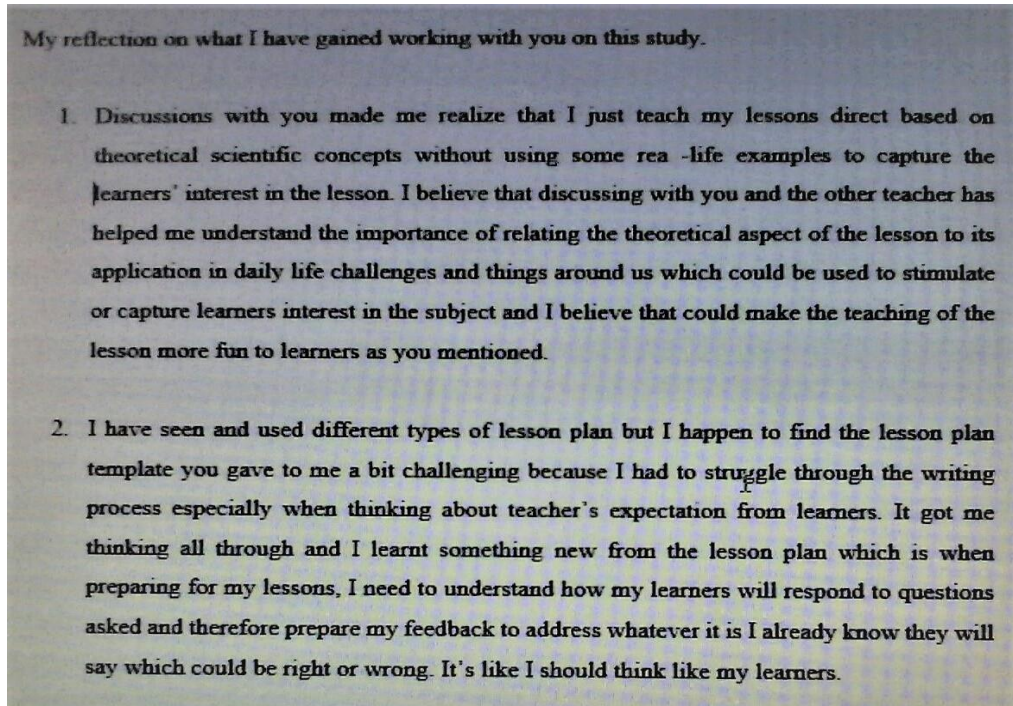 My reflection on what I have gained working with you on this study.
1. Discussions with you made me realize that I just teach my lessons direct based on
theoretical scientific concepts without using some rea -life examples to capture the
learners' interest in the lesson. I believe that discussing with you and the other teacher has
helped me understand the importance of relating the theoretical aspect of the lesson to its
application in daily life challenges and things around us which could be used to stimulate
or capture learners interest in the subject and I believe that could make the teaching of the
lesson more fun to learners as you mentioned.
2. I have seen and used different types of lesson plan but I happen to find the lesson plan
template you gave to me a bit challenging because I had to struggle through the writing
process especially when thinking about teacher's expectation from learners. It got me
thinking all through and I learnt something new from the lesson plan which is when
preparing for my lessons, I need to understand how my learners will respond to questions
asked and therefore prepare my feedback to address whatever it is I already know they will
say which could be right or wrong. It's like I should think like my learners.